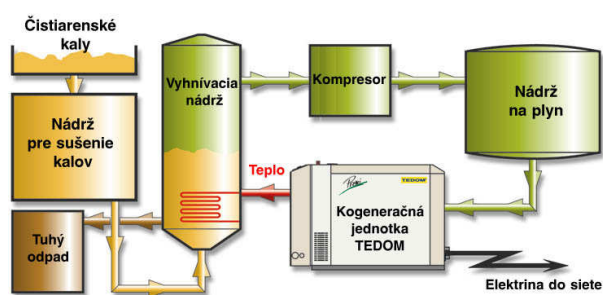 Čistiarenské
kaly
Nádrž
pre sušenie
kalov
Tuhý
odpad
Vyhnívacia
nádrž
Kompresor
Nádrž
na plyn
Teplo
TEDOM
Kogeneračná
jednotka
TEDOM
Elektrina do siete